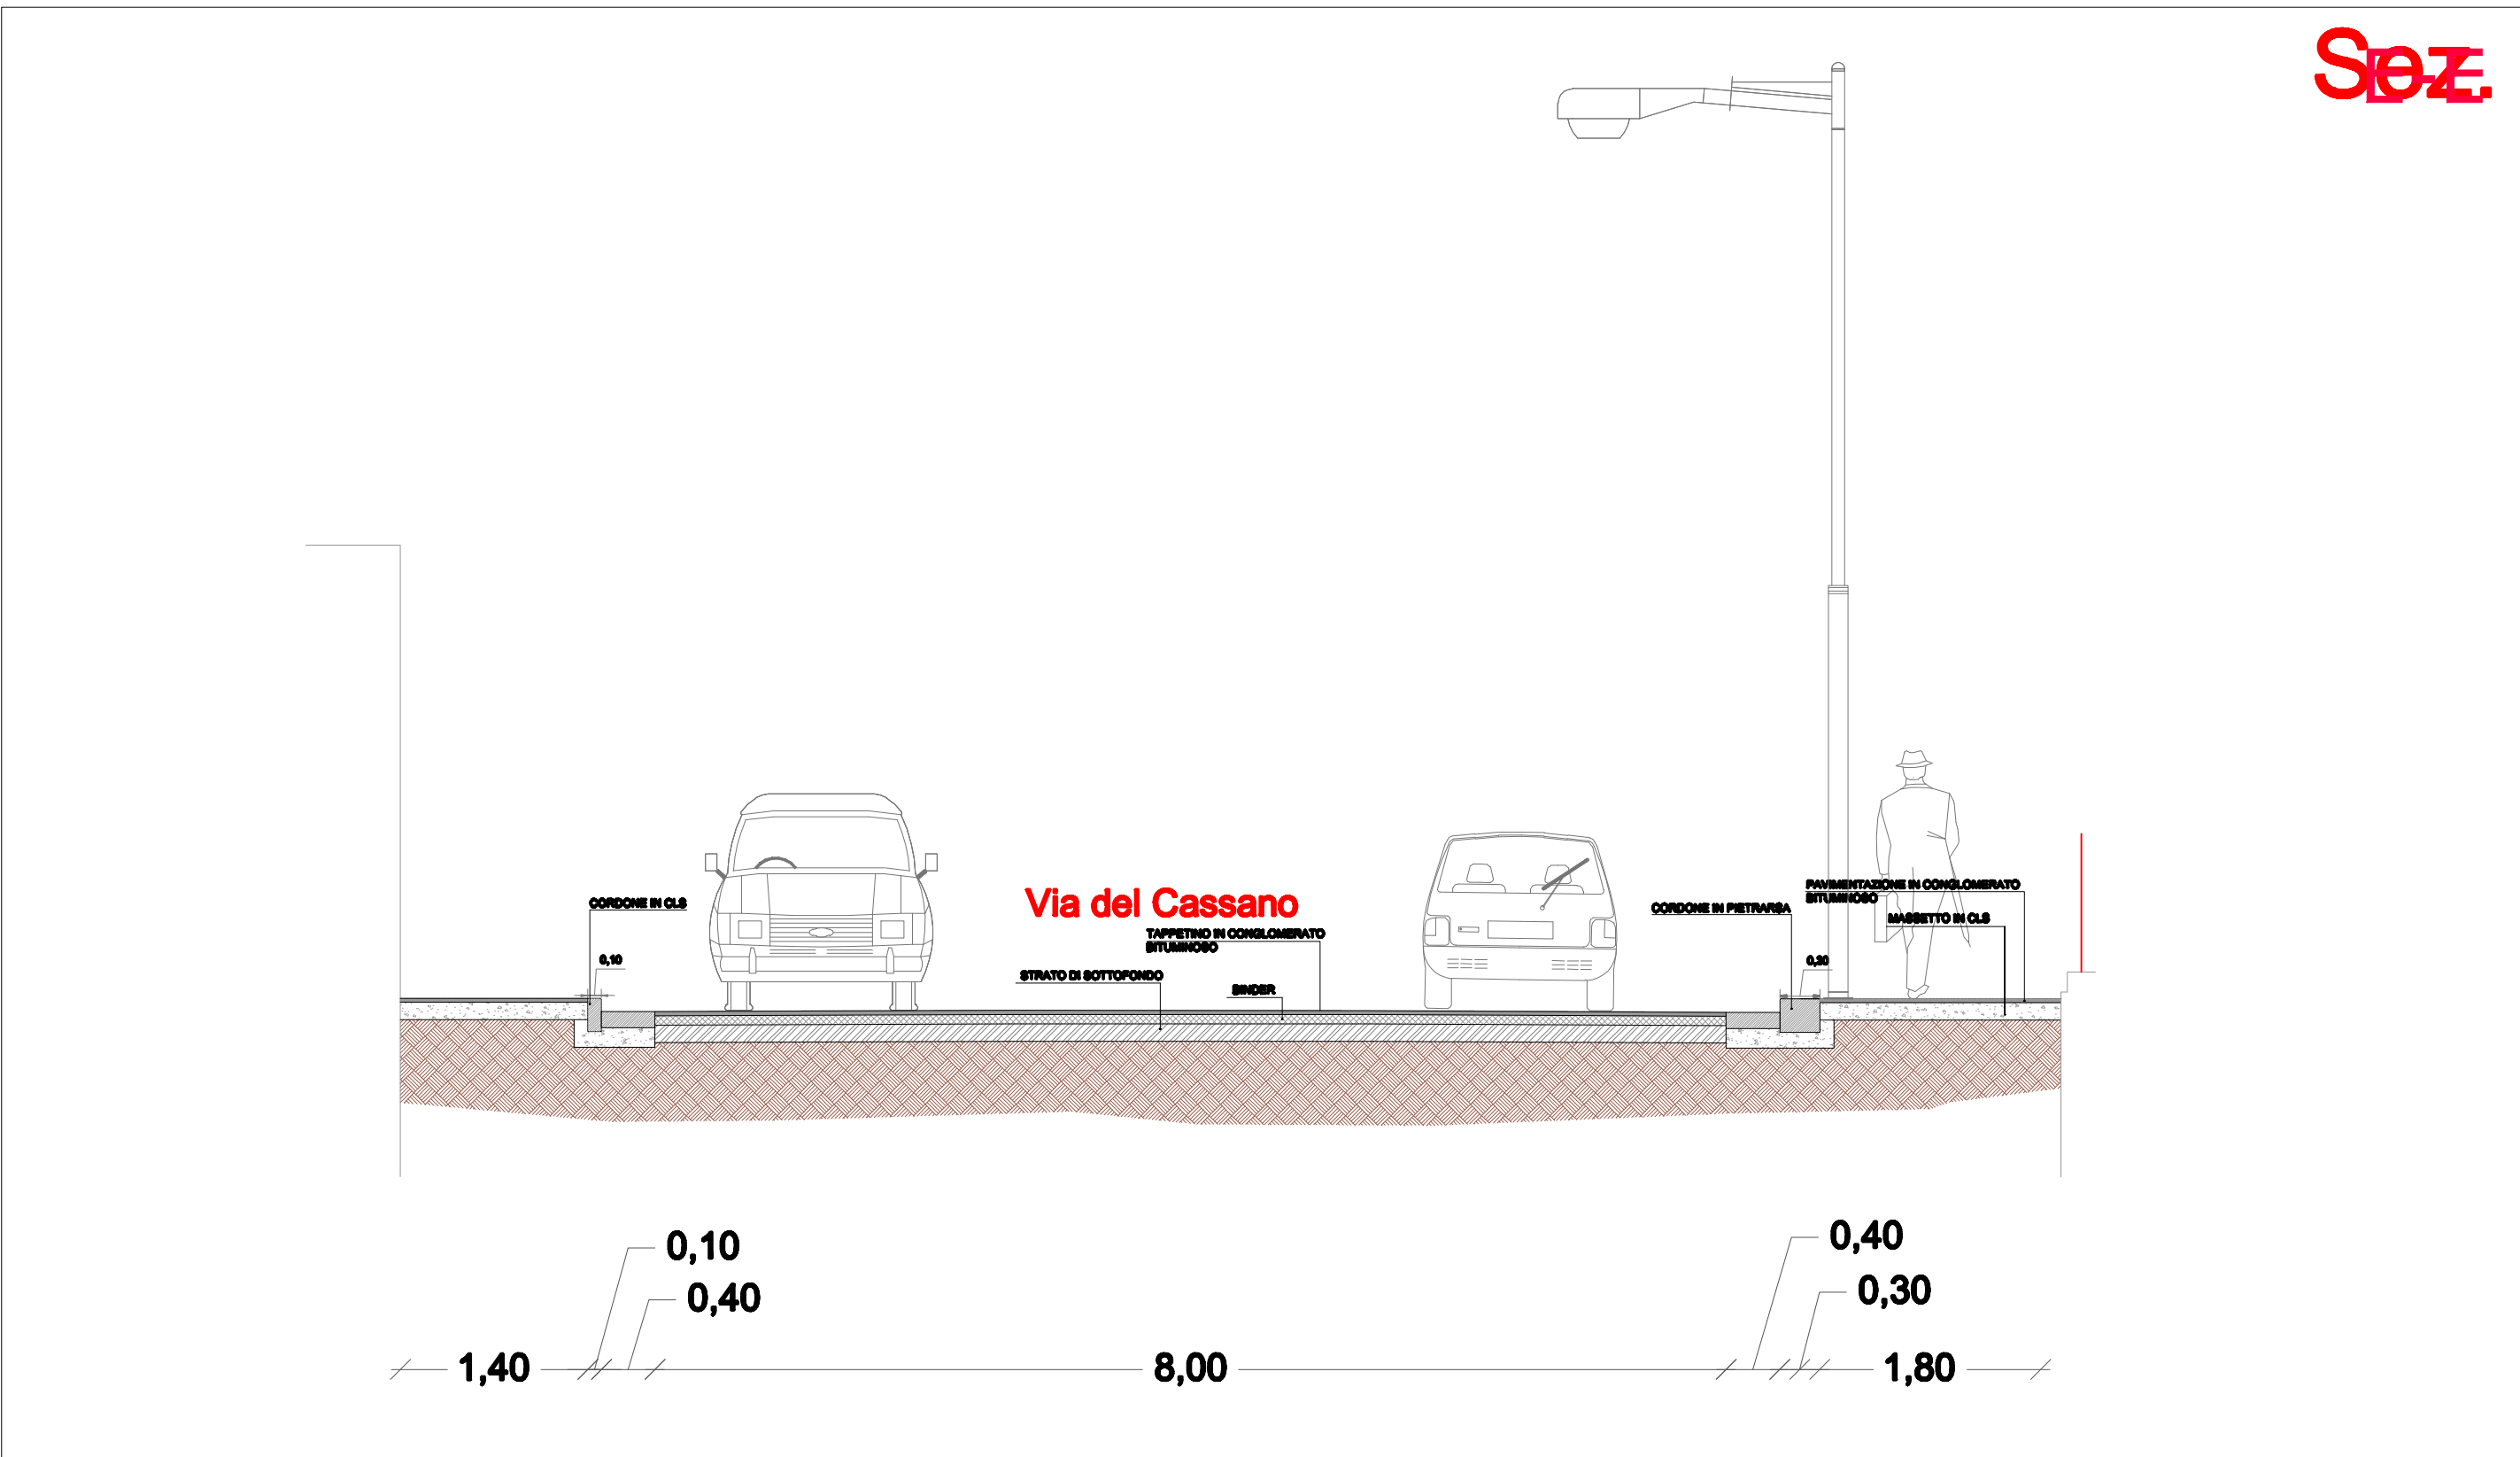 Sez.
E-E
PAVIMENTAZIONE IN CONGLOMERATO
BITUMINOSO
CORDONE IN CLS
Via del Cassano
CORDONE IN PIETRARSA
MASSETTO IN CLS
TAPPETINO IN CONGLOMERATO
BITUMINOSO
0,10
STRATO DI SOTTOFONDO
0,30
BINDER
0,10
0,40
0,40
0,30
1,40
8,00
1,80